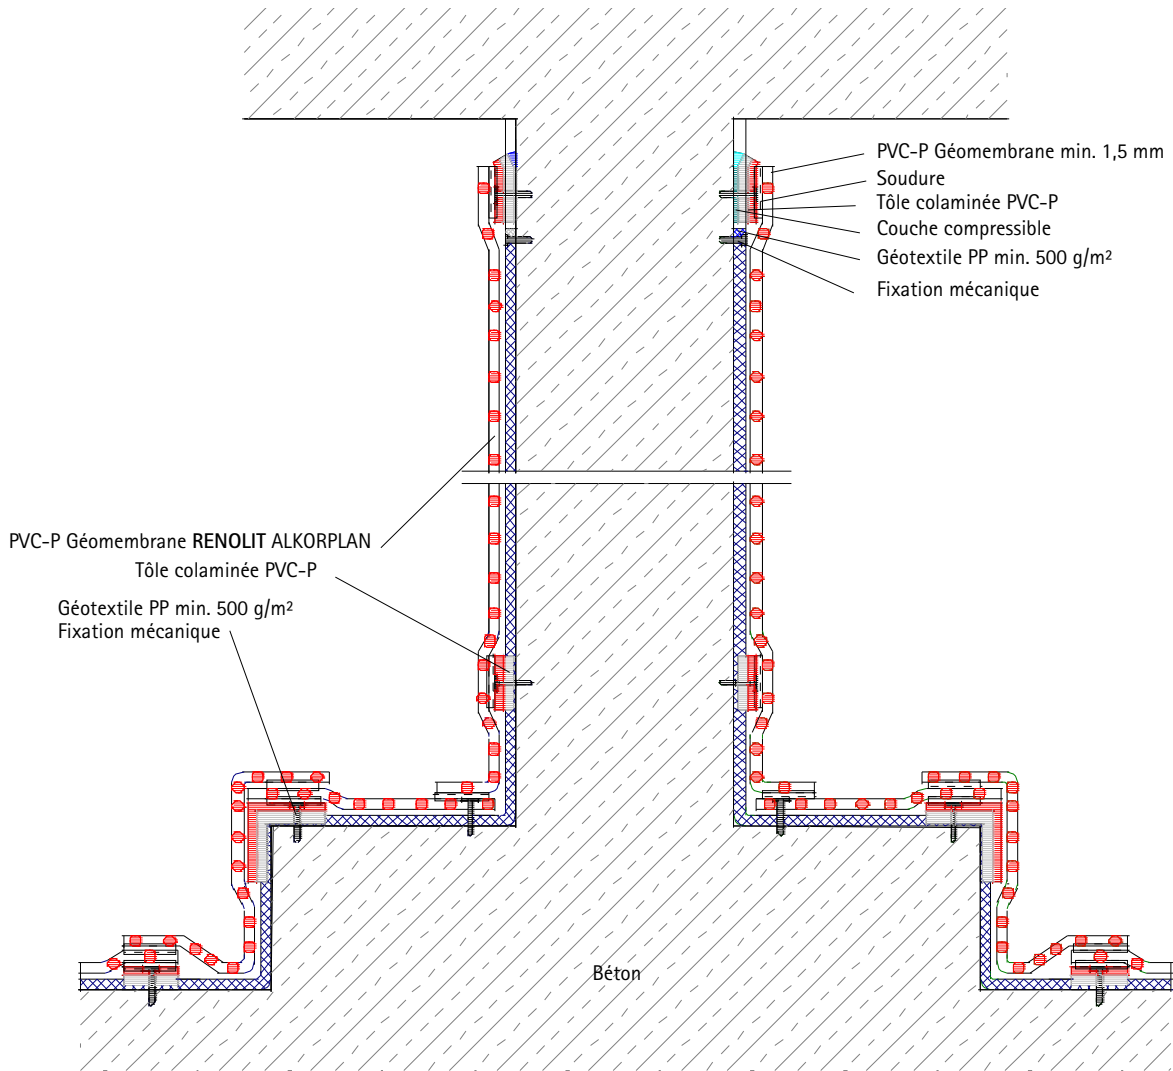 PVC-P Géomembrane min. 1,5 mm
Soudure
Tôle colaminée PVC-P
Couche compressible
Géotextile PP min. 500 g/m²
Fixation mécanique
PVC-P Géomembrane RENOLIT ALKORPLAN
Tôle colaminée PVC-P
Géotextile PP min. 500 g/m²
Fixation mécanique
Béton